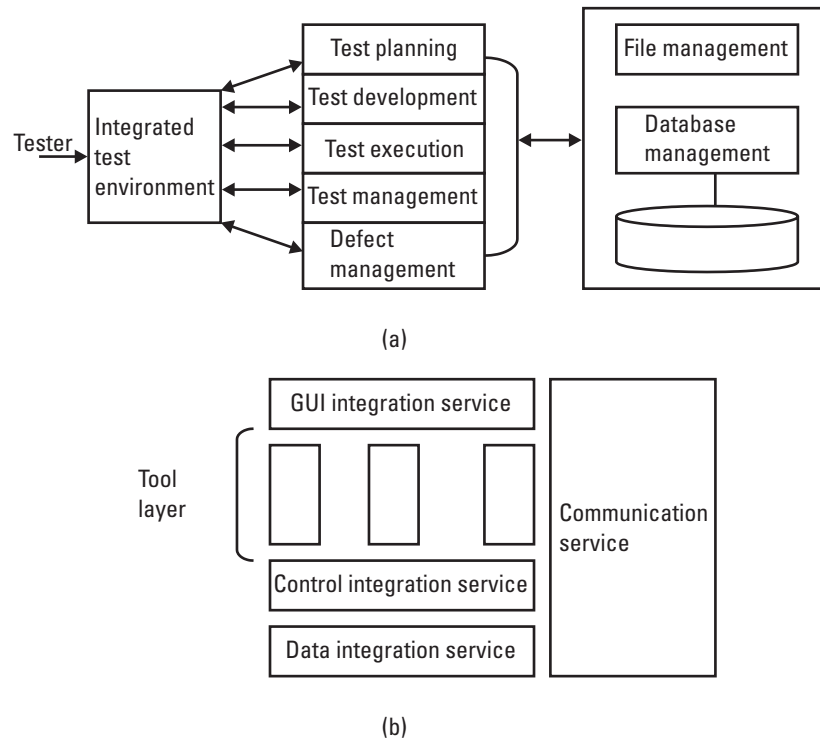 Tester
Integrated
test
environment
Test planning
Test development
Test execution
Test management
Defect
management
File management
Database
management
(a)
GUI integration service
Tool
layer
Control integration service
Data integration service
Communication
service
(b)